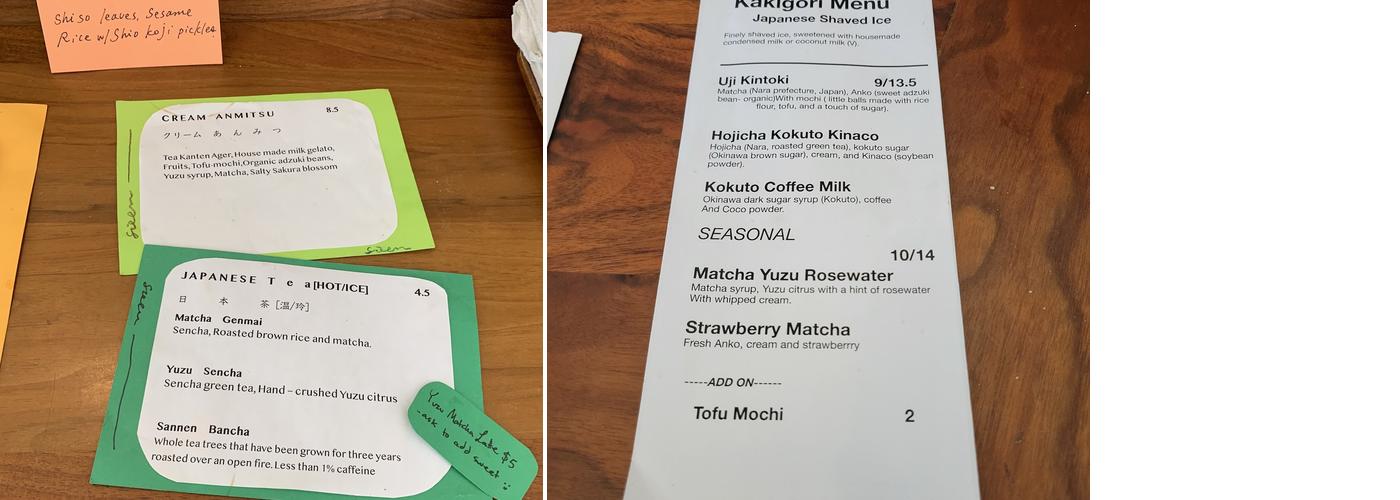 Shiso leaves, Sesame
Rice w/Shio Koji pickles
CREAM ANMITSU 8.5
クリーム あんみつ
Tea Kanten Ager, House made milk gelato,
Fruits, Tofu-mochi,Organic adzuki beans,
Yuzu syrup, Matcha, Salty Sakura blossom
JAPANESE T e a[HOT/ICE] 4.5
日 本 茶 [温/玲]
Matcha Genmai
Sencha, Roasted brown rice and matcha.
Yuzu Sencha
Sencha green tea, Hand – crushed Yuzu citrus
Sannen Bancha
Whole tea trees that have been grown for three years
roasted over an open fire. Less than 1% caffeine
Yuzu Matcha Latte $5
-ask to add sweet :)
Kakigori Menu
Japanese Shaved Ice
Finely shaved ice, sweetened with housemade
condensed milk or coconut milk (V).
Uji Kintoki 9/13.5
Matcha (Nara prefecture, Japan), Anko (sweet adzuki
bean- organic)With mochi ( little balls made with rice
flour, tofu, and a touch of sugar).
Hojicha Kokuto Kinaco
Hojicha (Nara, roasted green tea), kokuto sugar
(Okinawa brown sugar), cream, and Kinaco (soybean
powder).
Kokuto Coffee Milk
Okinawa dark sugar syrup (Kokuto), coffee
And Coco powder.
SEASONAL
10/14
Matcha Yuzu Rosewater
Matcha syrup, Yuzu citrus with a hint of rosewater
With whipped cream.
Strawberry Matcha
Fresh Anko, cream and strawberrry
-----ADD ON------
Tofu Mochi 2